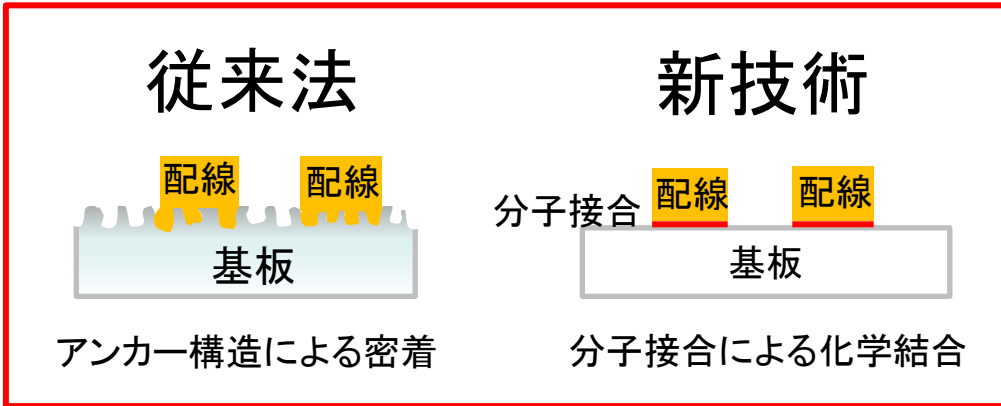 従来法
配線
配線
基板
アンカー構造による密着
新技術
分子接合
配線
配線
基板
分子接合による化学結合